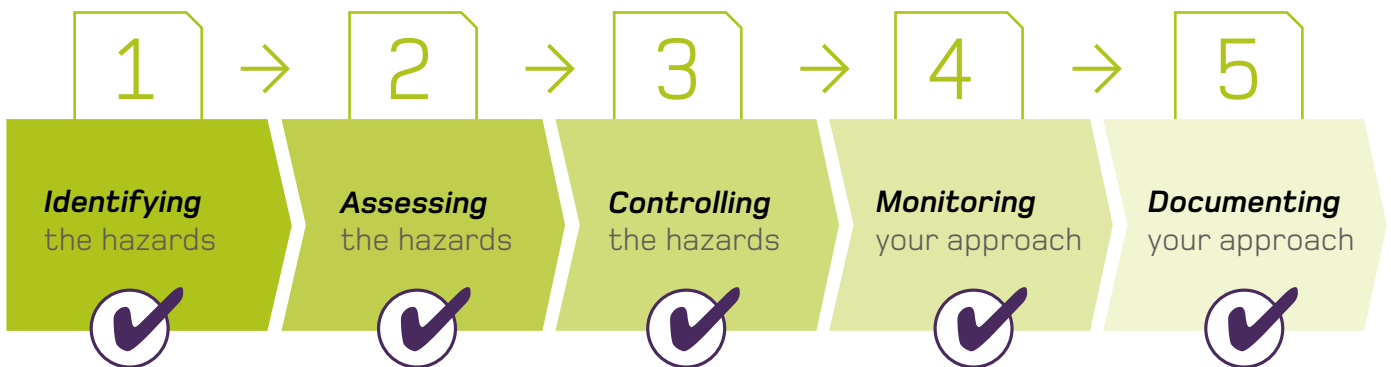 1
2
3
4
5
Identifying
the hazards
Assessing
the hazards
Controlling
the hazards
Monitoring
your approach
Documenting
your approach